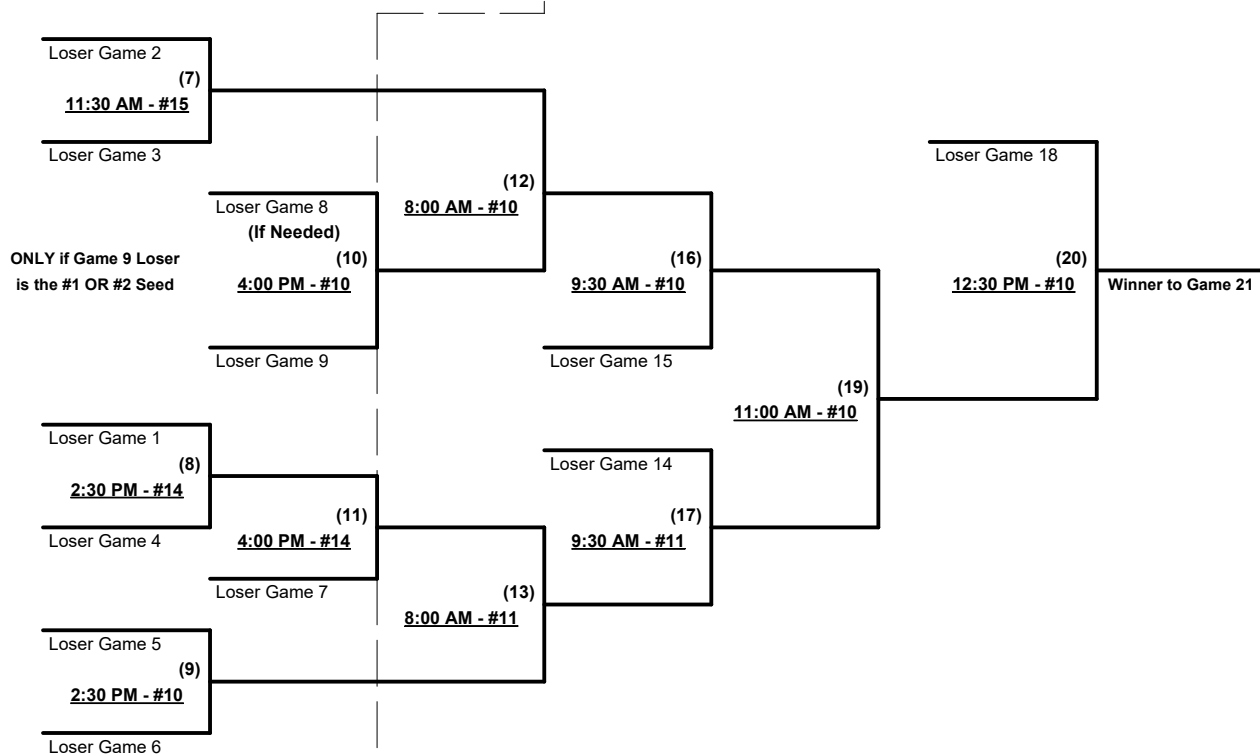 Loser Game 2
(7)
11:30 AM - #15
Loser Game 3
Loser Game 18
(12)
8:00 AM - #10
Loser Game 8
(If Needed)
ONLY if Game 9 Loser
is the #1 OR #2 Seed
(10)
4:00 PM - #10
(16)
9:30 AM - #10
(20)
12:30 PM - #10
Winner to Game 21
Loser Game 9
Loser Game 15
(19)
11:00 AM - #10
Loser Game 1
(8)
2:30 PM - #14
Loser Game 14
Loser Game 4
(11)
4:00 PM - #14
(17)
9:30 AM - #11
Loser Game 7
(13)
8:00 AM - #11
Loser Game 5
(9)
2:30 PM - #10
Loser Game 6